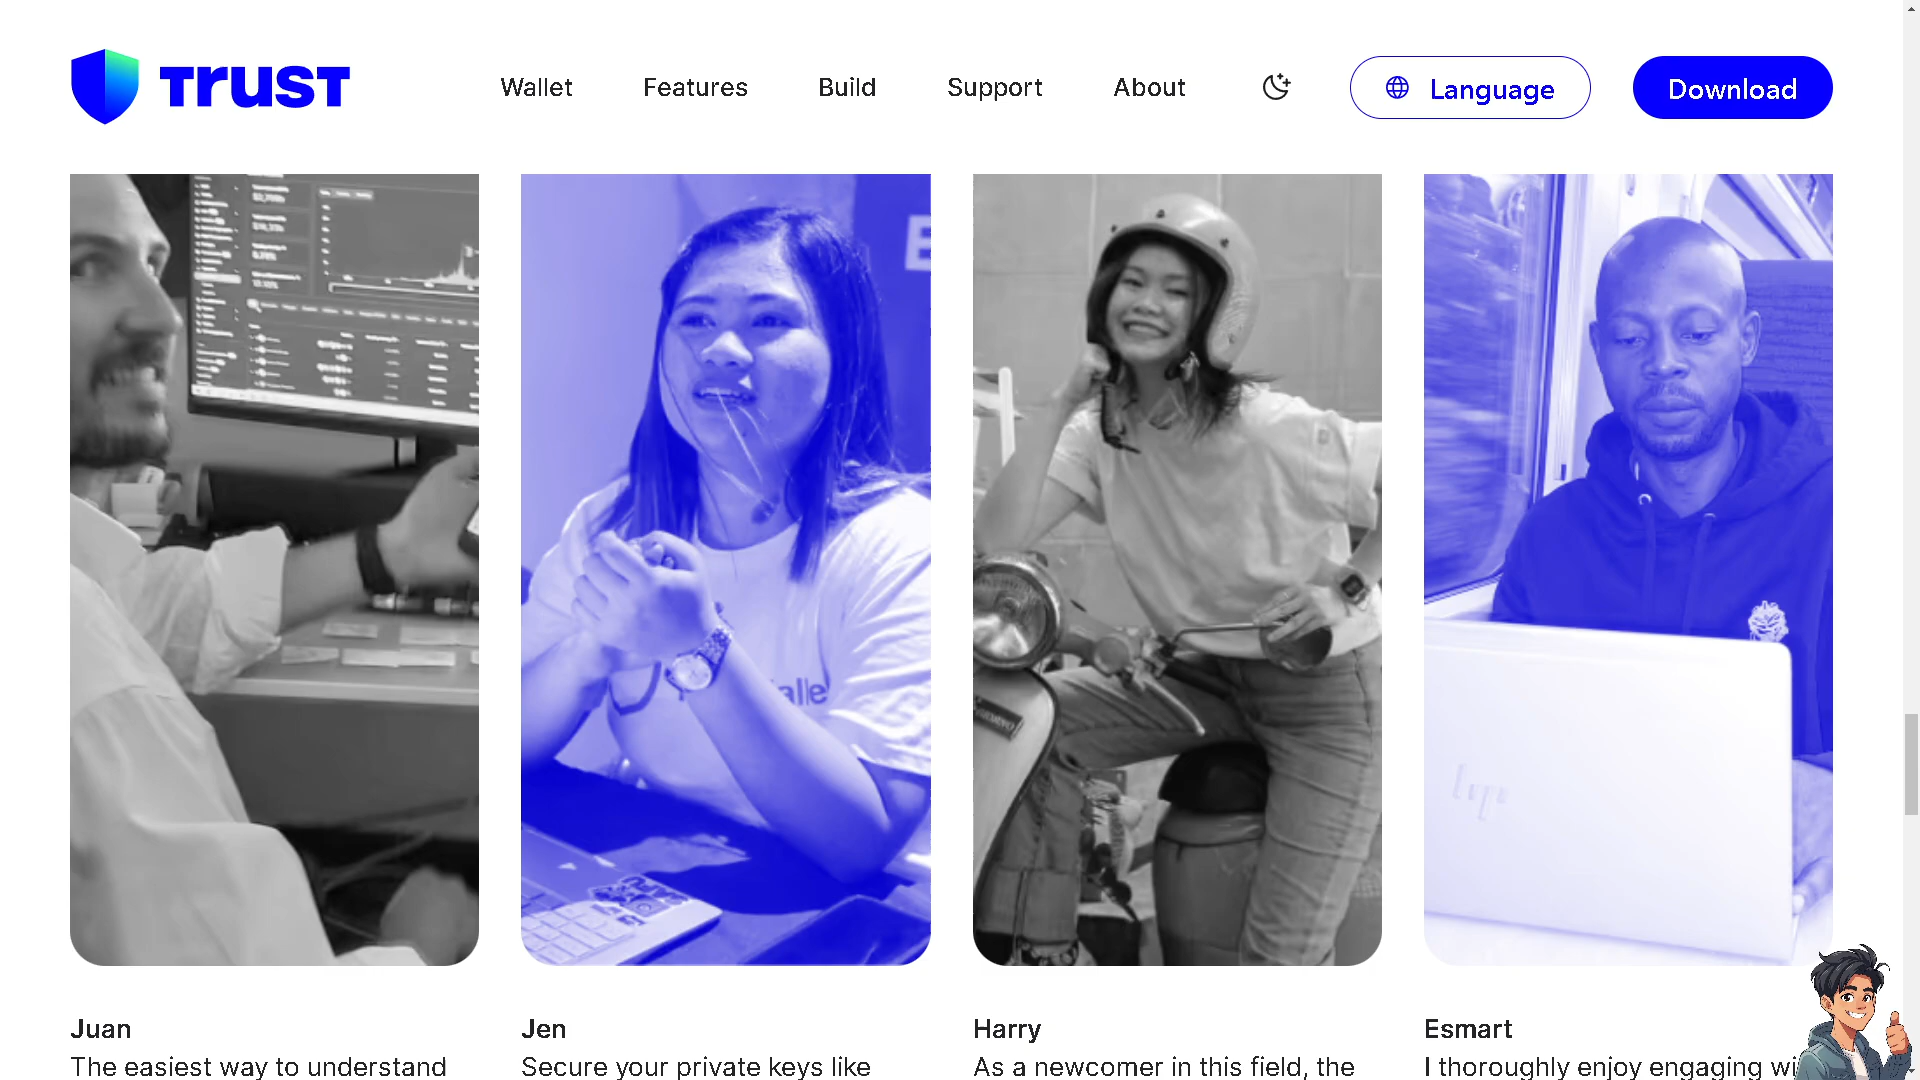 TRUST
Wallet
Features
Build
Support
About
Language
Download
Juan
The easiest way to understand
Jen
Secure your private keys like
Harry
As a newcomer in this field, the
Esmart
I thoroughly enjoy engaging wi